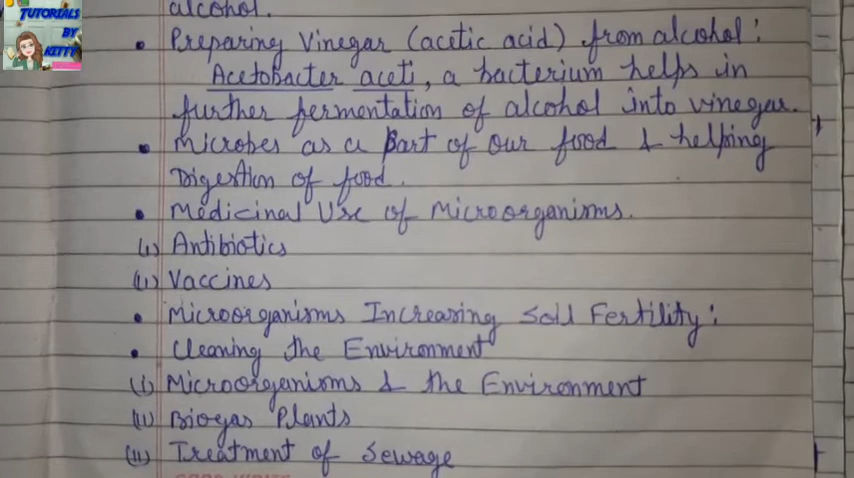 TUTORIALS
BY
KITTY
alcohol.
• Preparing Vinegar (acetic acid) from alcohol:
Acetobacter aceti, a bacterium helps in
further fermentation of alcohol into vinegar.
• Microbes as a Part of our food & helping
Digestion of food.
• Medicinal Use of Microorganisms.
(i) Antibiotics
(ii) Vaccines
• Microorganisms Increasing Soil Fertility:
• Cleaning the Environment
(i) Microorganisms & the Environment
(ii) Biogas Plants
(iii) Treatment of Sewage